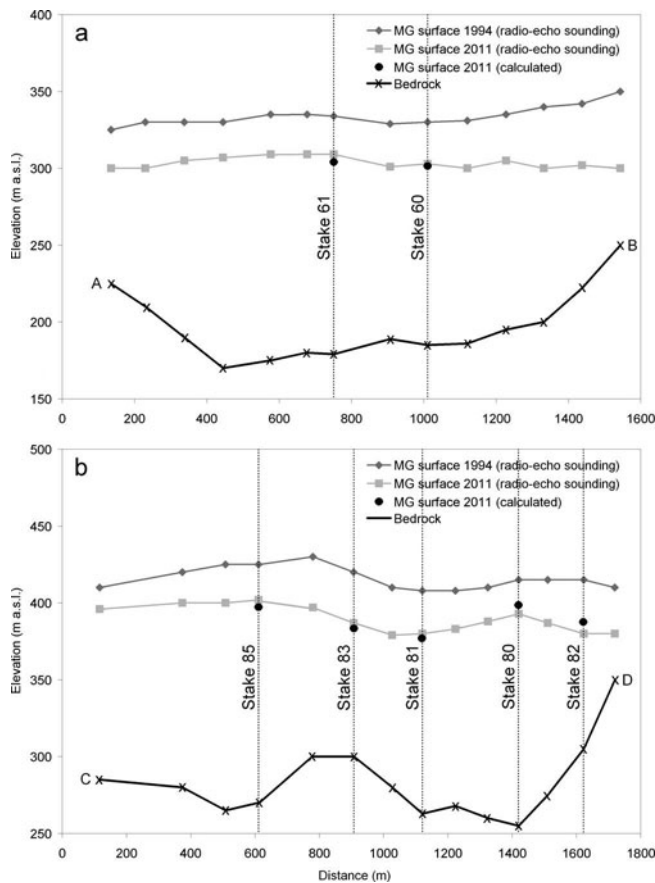 a
MG surface 1994 (radio-echo sounding)
MG surface 2011 (radio-echo sounding)
MG surface 2011 (calculated)
Bedrock
Elevation (m a.s.l.)
400
350
300
250
200
150
A
B
Stake 61
Stake 60
0 200 400 600 800 1000 1200 1400 1600
b
MG surface 1994 (radio-echo sounding)
MG surface 2011 (radio-echo sounding)
MG surface 2011 (calculated)
Bedrock
Elevation (m a.s.l.)
500
450
400
350
300
250
C
D
Stake 85
Stake 83
Stake 81
Stake 80
Stake 82
0 200 400 600 800 1000 1200 1400 1600 1800
Distance (m)